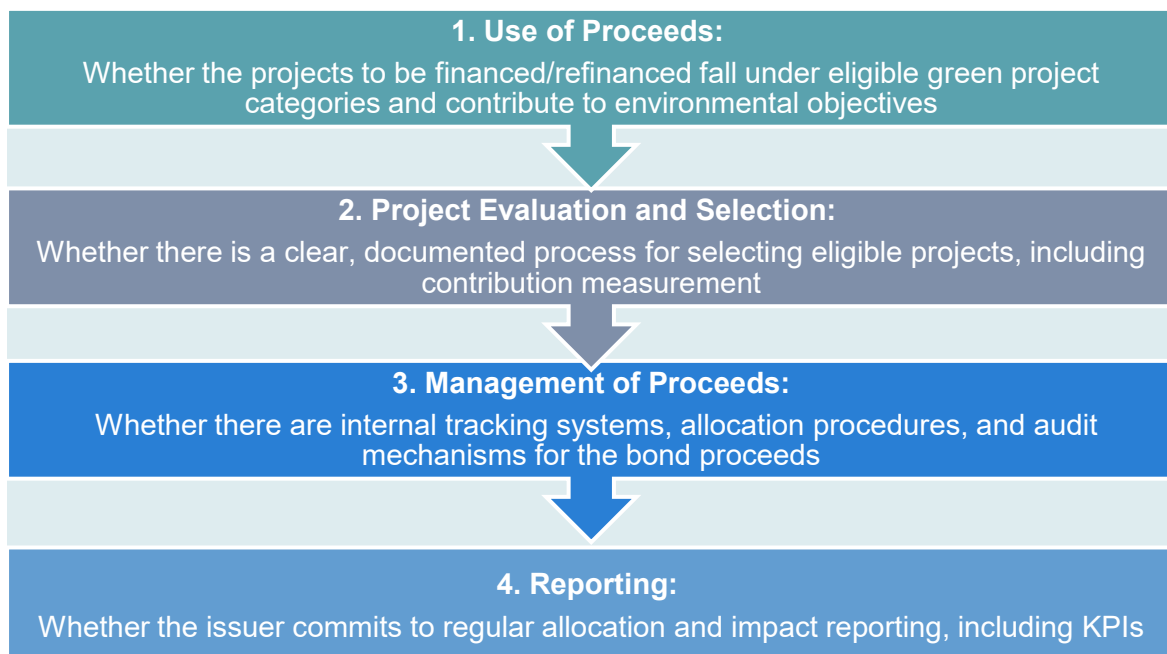 1. Use of Proceeds:
Whether the projects to be financed/refinanced fall under eligible green project
categories and contribute to environmental objectives
2. Project Evaluation and Selection:
Whether there is a clear, documented process for selecting eligible projects, including
contribution measurement
3. Management of Proceeds:
Whether there are internal tracking systems, allocation procedures, and audit
mechanisms for the bond proceeds
4. Reporting:
Whether the issuer commits to regular allocation and impact reporting, including KPIs